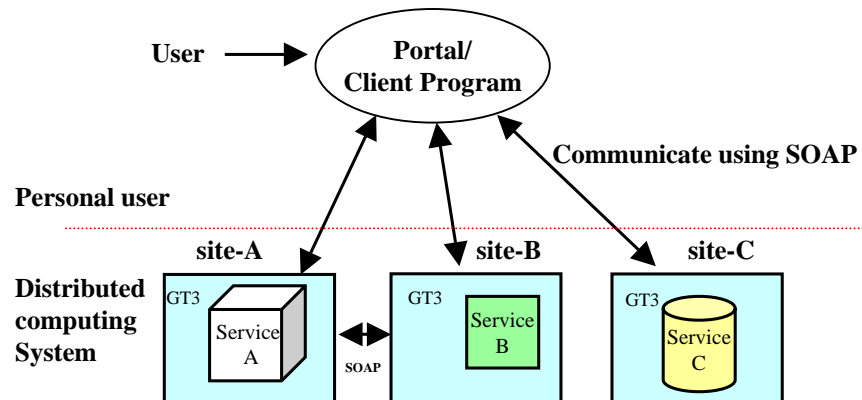 User
Portal/
Client Program
Communicate using SOAP
Personal user
site-A
site-B
site-C
Distributed
computing
System
GT3
Service
A
SOAP
GT3
Service
B
GT3
Service
C